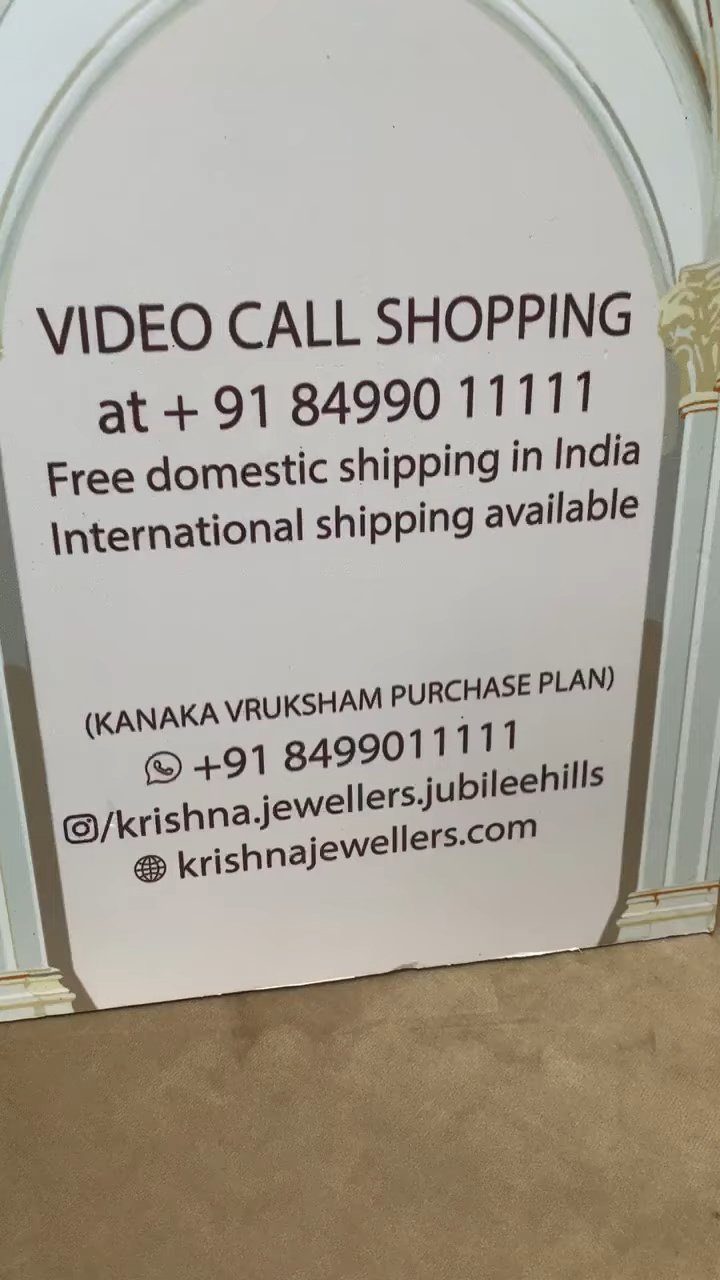 VIDEO CALL SHOPPING
at + 91 84990 11111
Free domestic shipping in India
International shipping available
(KANAKA VRUKSHAM PURCHASE PLAN)
+91 8499011111
/krishna.jewellers.jubileehills
krishnajewellers.com